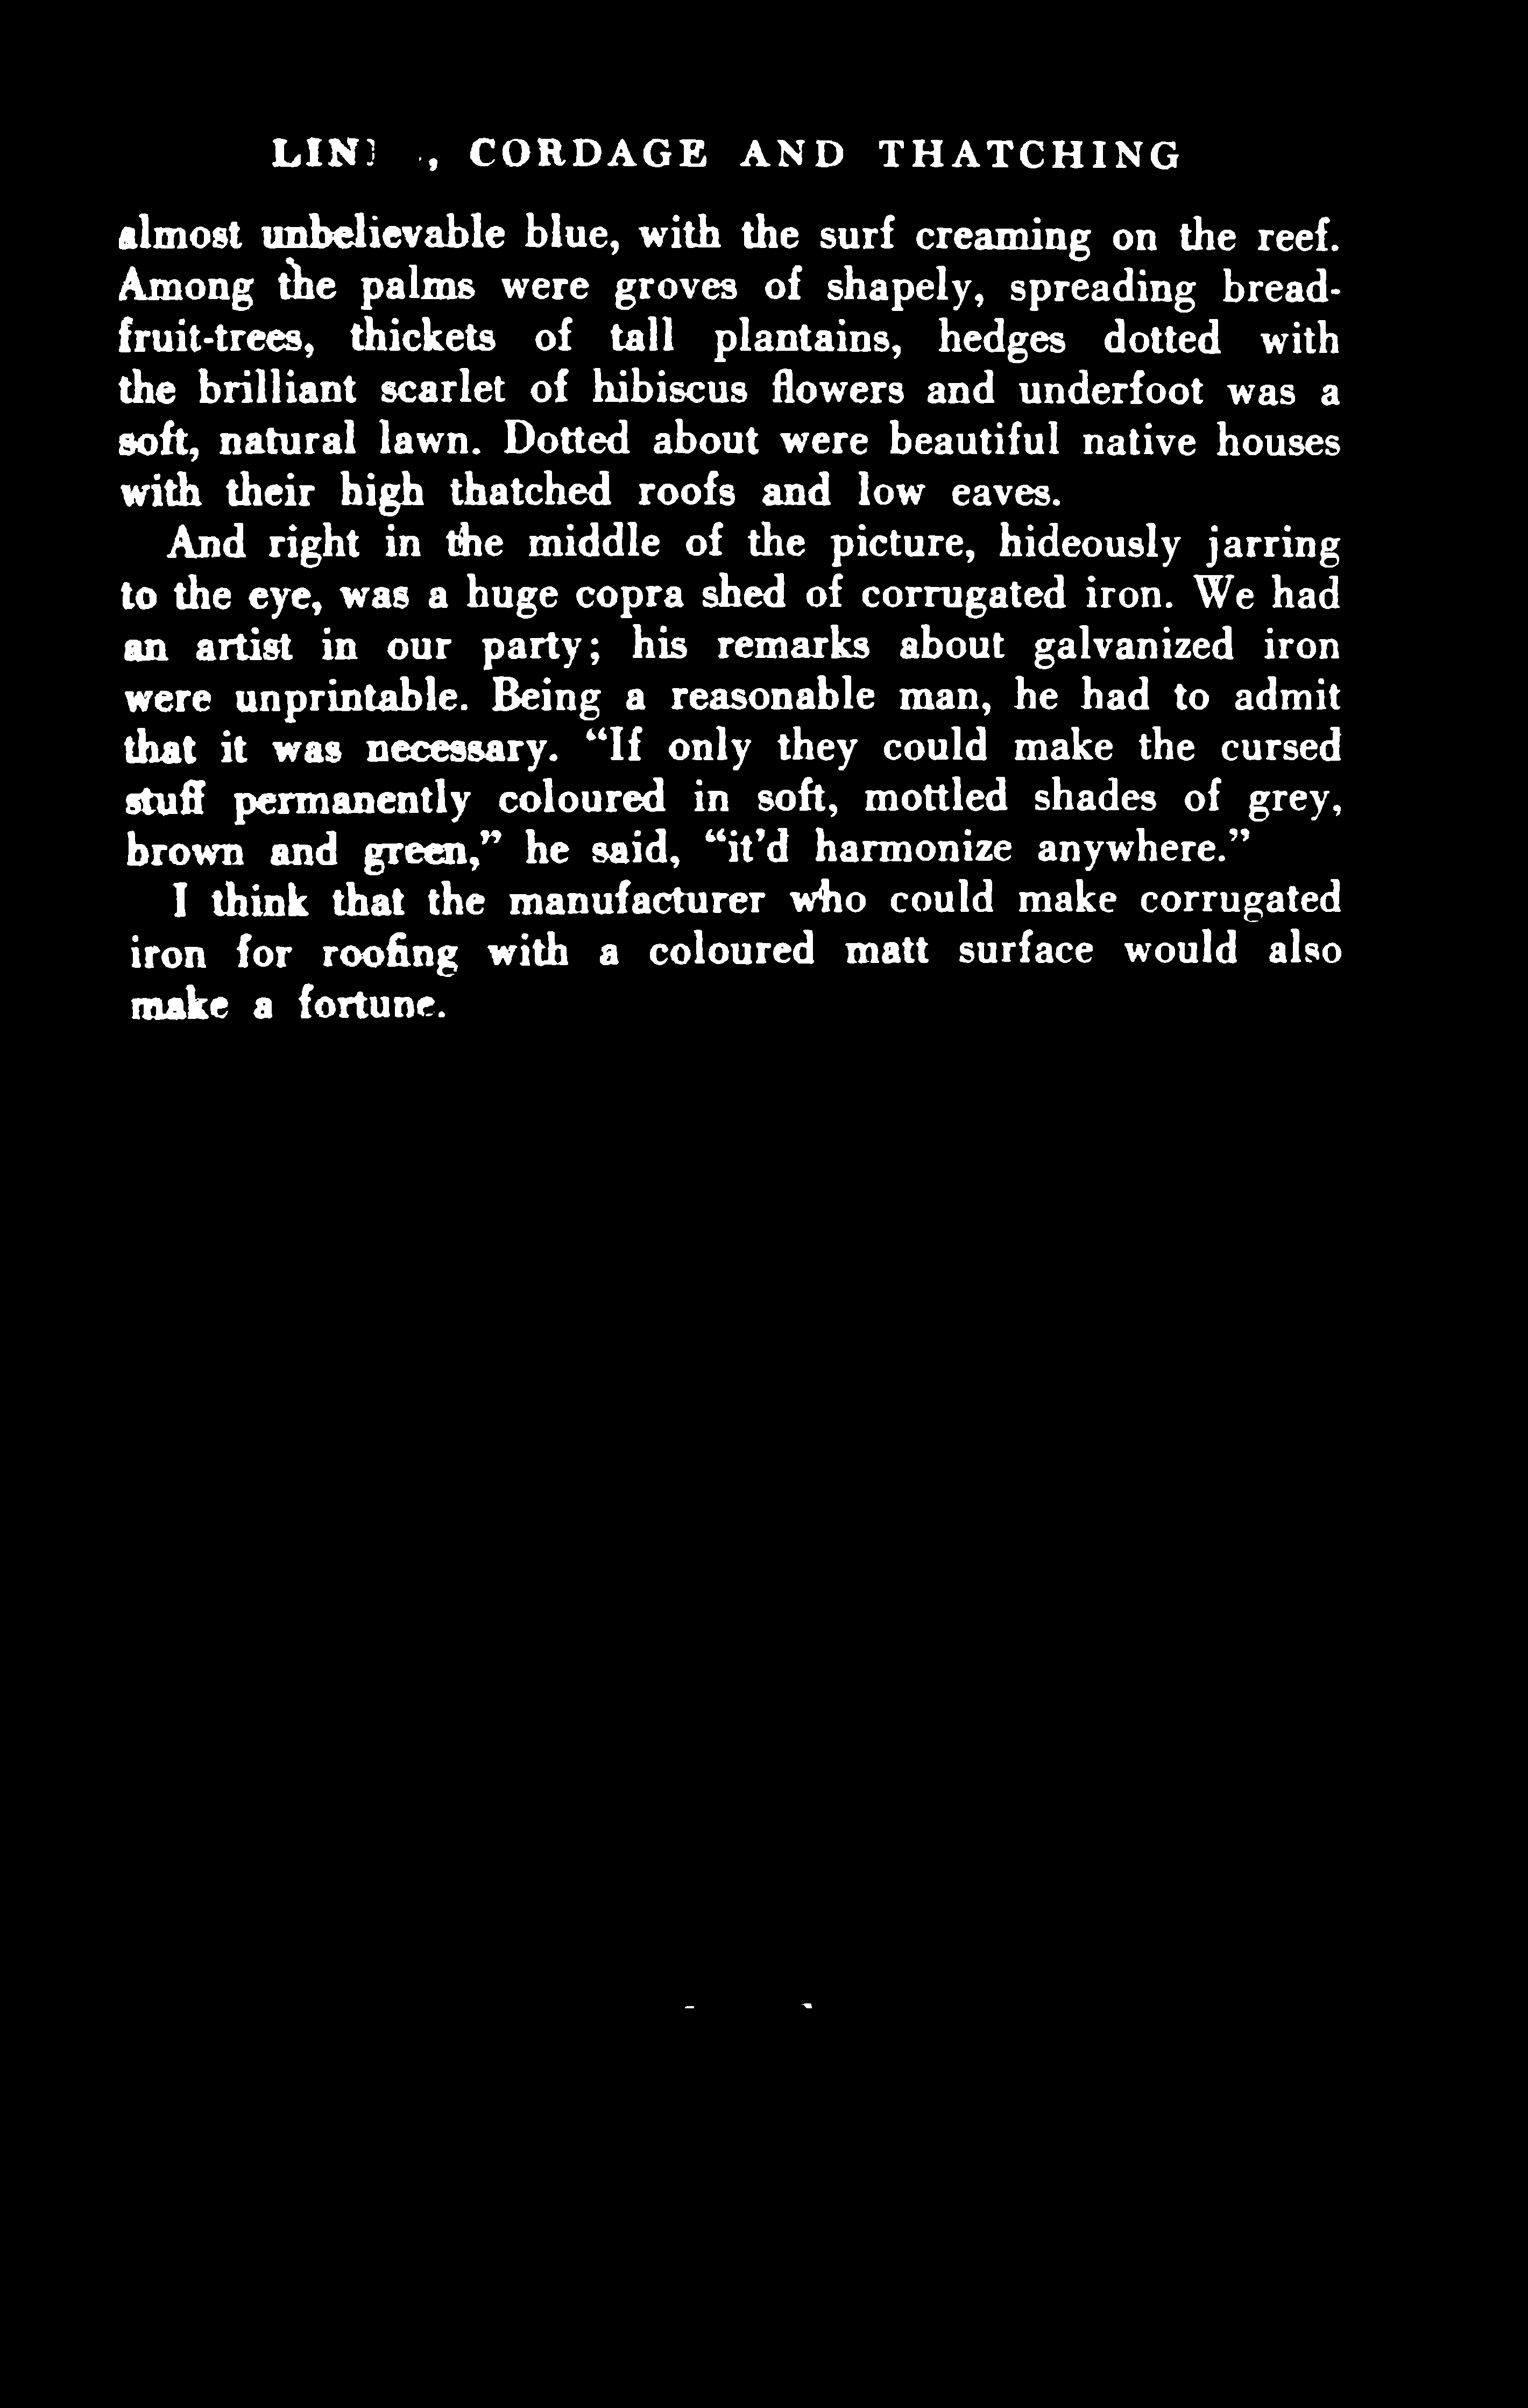 CORDAGE AND THATCHING
almost unbelievable blue, with the surf creaming on the reef.
Among the palms were groves of shapely, spreading bread-
fruit-trees, thickets of tall plantains, hedges dotted with
the brilliant scarlet of hibiscus flowers and underfoot was a
soft, natural lawn. Dotted about were beautiful native houses
with their high thatched roofs and low eaves.
And right in the middle of the picture, hideously jarring
to the eye, was a huge copra shed of corrugated iron. We had
an artist in our party; his remarks about galvanized iron
were unprintable. Being a reasonable man, he had to admit
that it was necessary. “If only they could make the cursed
stuff permanently coloured in soft, mottled shades of grey,
brown and green,” he said, “it’d harmonize anywhere.”
I think that the manufacturer who could make corrugated
iron for roofing with a coloured matt surface would also
make a fortune.